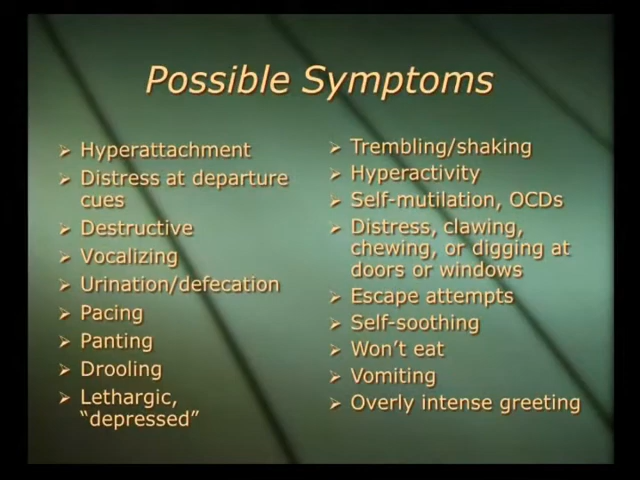 Possible Symptoms
Hyperattachment
Distress at departure
cues
Destructive
Vocalizing
Urination/defecation
Pacing
Panting
Drooling
Lethargic,
“depressed”
Trembling/shaking
Hyperactivity
Self-mutilation, OCDs
Distress, clawing,
chewing, or digging at
doors or windows
Escape attempts
Self-soothing
Won’t eat
Vomiting
Overly intense greeting